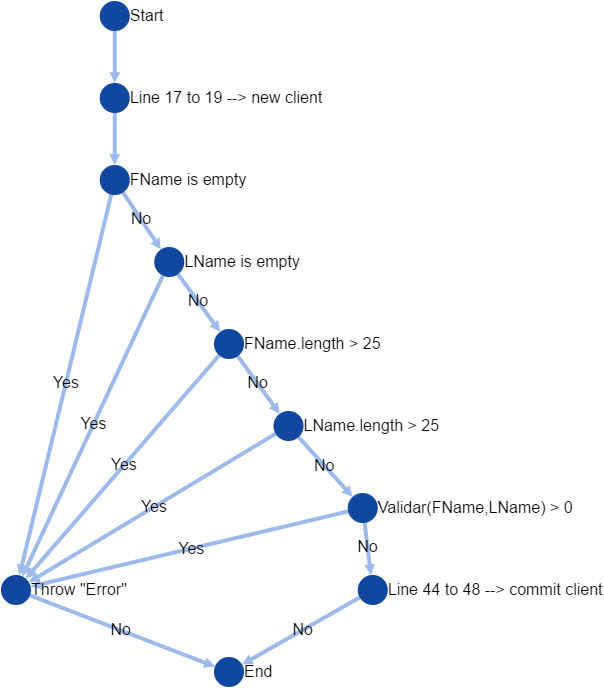 Start
Line 17 to 19 --> new client
FName is empty
No
LName is empty
No
FName.length > 25
Yes
No
Yes
LName.length > 25
Yes
No
Yes
Validar(FName,LName) > 0
Yes
No
Throw "Error"
Line 44 to 48 --> commit client
No
No
End